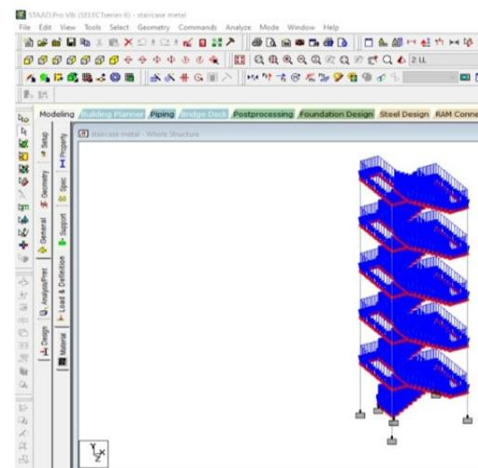 STAAD.Pro V8i (SELECTseries 6) - staircase metal
File Edit View Tools Select Geometry Commands Analyze Mode Window Help
2 LL
Modeling Building Planner Piping Bridge Deck Postprocessing Foundation Design Steel Design RAM Conne
staircase metal - Whole Structure
Setup
Geometry
General
Analysis/Print
Design
Property
Spec
Support
Load & Definition
Material
Y
X
Z